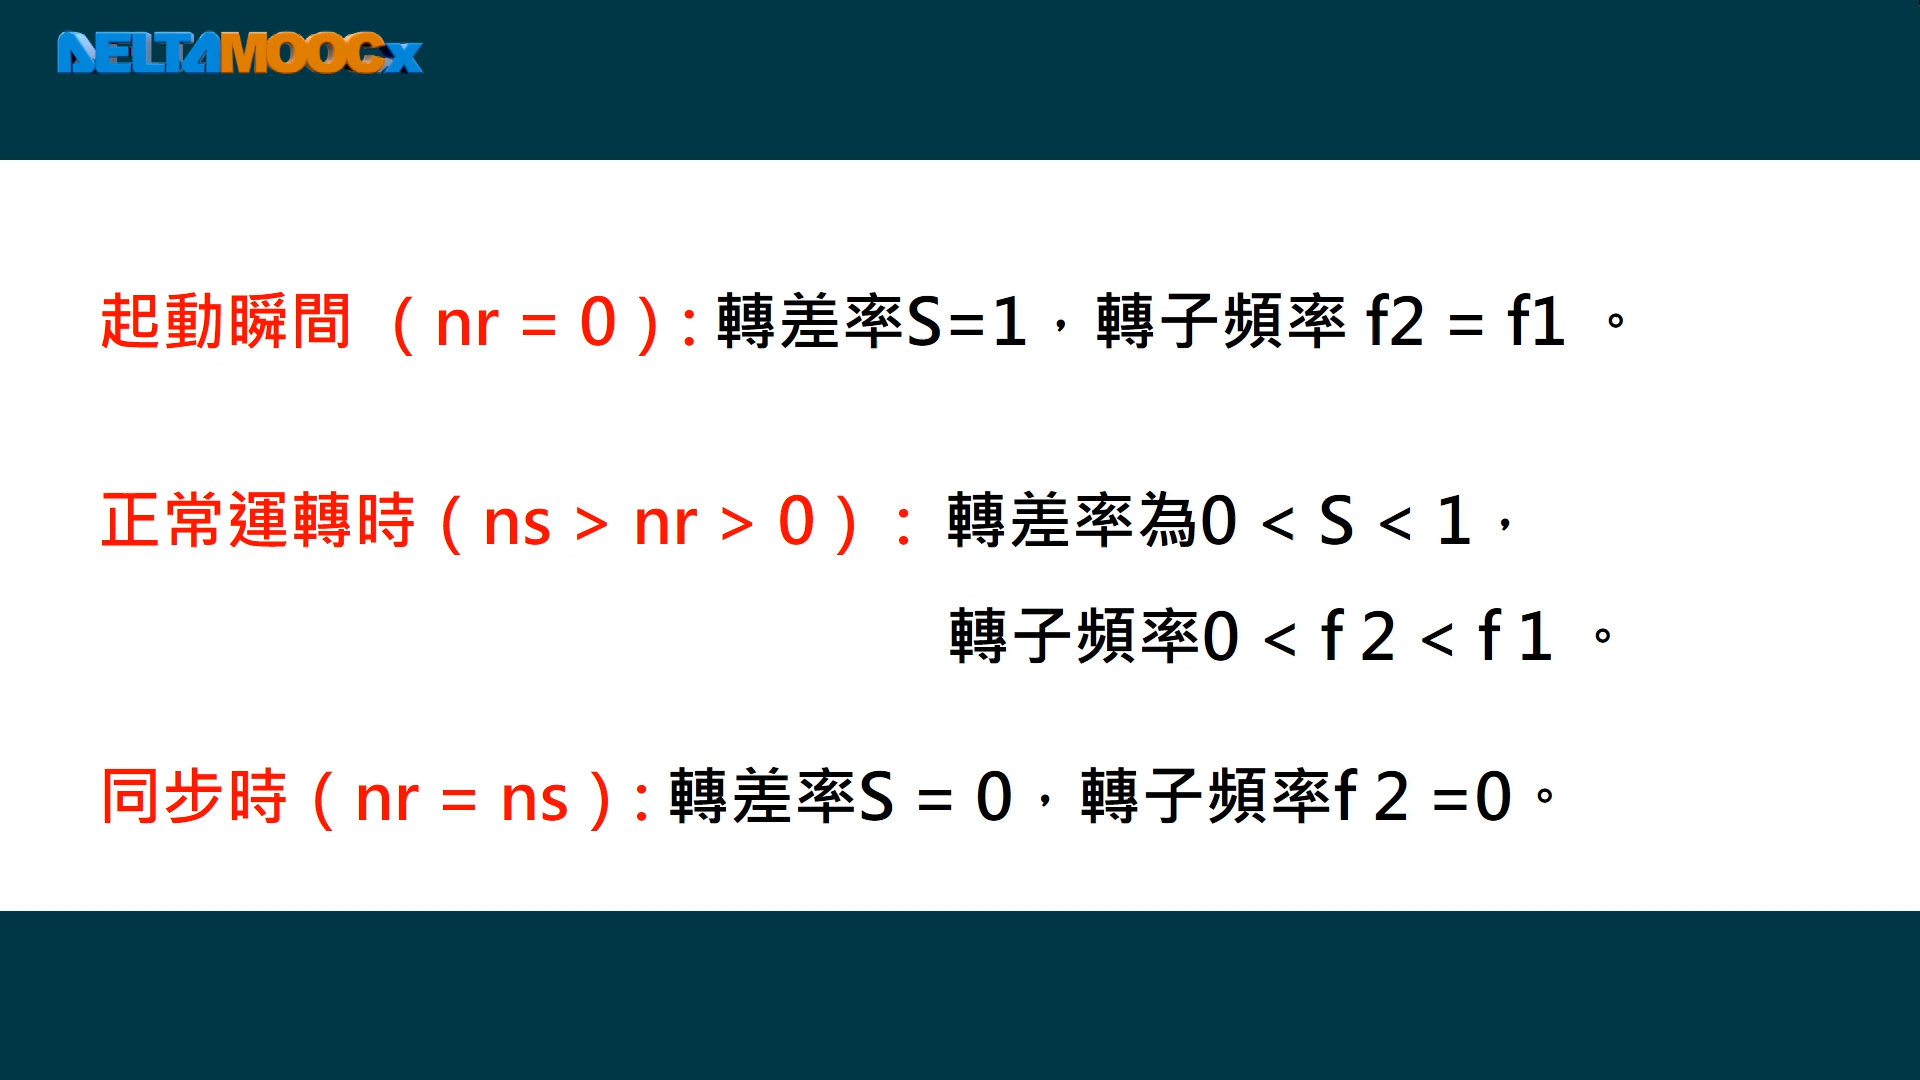 DELTAMOOCx
起動瞬間 ( nr = 0 ) : 轉差率S=1，轉子頻率 f2 = f1 。
正常運轉時 ( ns > nr > 0 ) : 轉差率為0 < S < 1，
轉子頻率0 < f 2 < f 1 。
同步時 ( nr = ns ) : 轉差率S = 0，轉子頻率f 2 =0。